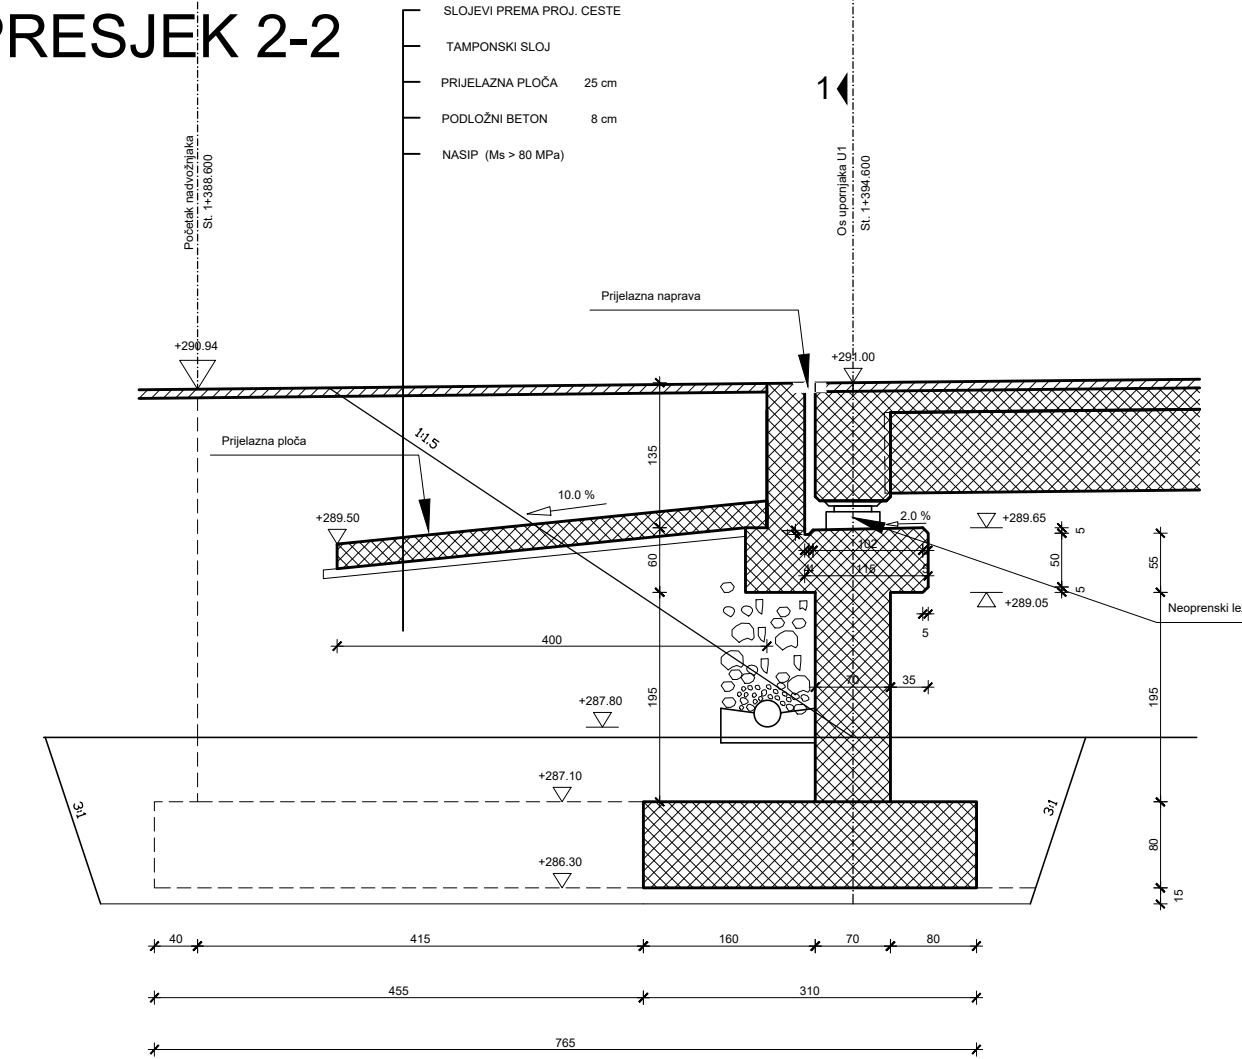 PRESJEK 2-2
SLOJEVI PREMA PROJ. CESTE
TAMPONSKI SLOJ
PRIJELAZNA PLOČA 25 cm
PODLOŽNI BETON 8 cm
NASIP (Ms > 80 MPa)
1
Početak nadvožnjaka
St. 1+388.600
Os upornjaka U1
St. 1+394.600
Prijelazna naprava
+290.94
+291.00
Prijelazna ploča
1:1.5
135
10.0 %
2.0 %
+289.50
+289.65
5
102
60
115
50
55
5
+289.05
Neoprenski le
5
400
70
35
195
195
+287.80
+287.10
3:1
3:1
80
+286.30
15
40
415
160
70
80
455
310
765